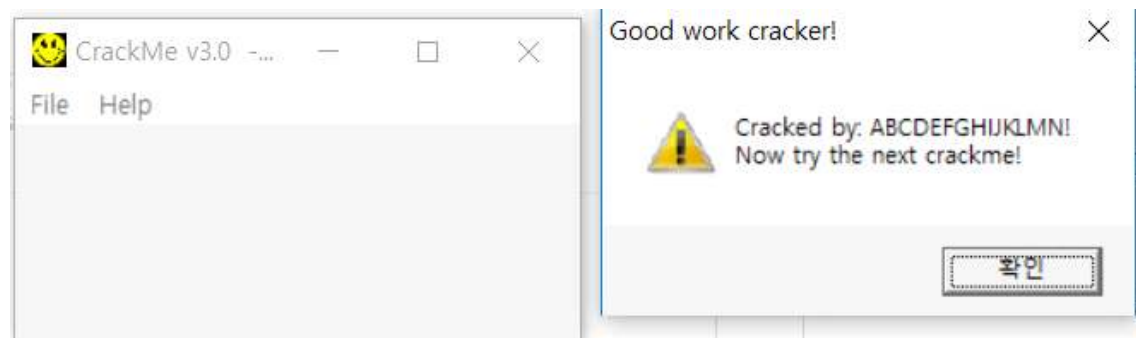 CrackMe v3.0 -...
File Help
Good work cracker!
Cracked by: ABCDEFGHIJKLMN!
Now try the next crackme!
확인